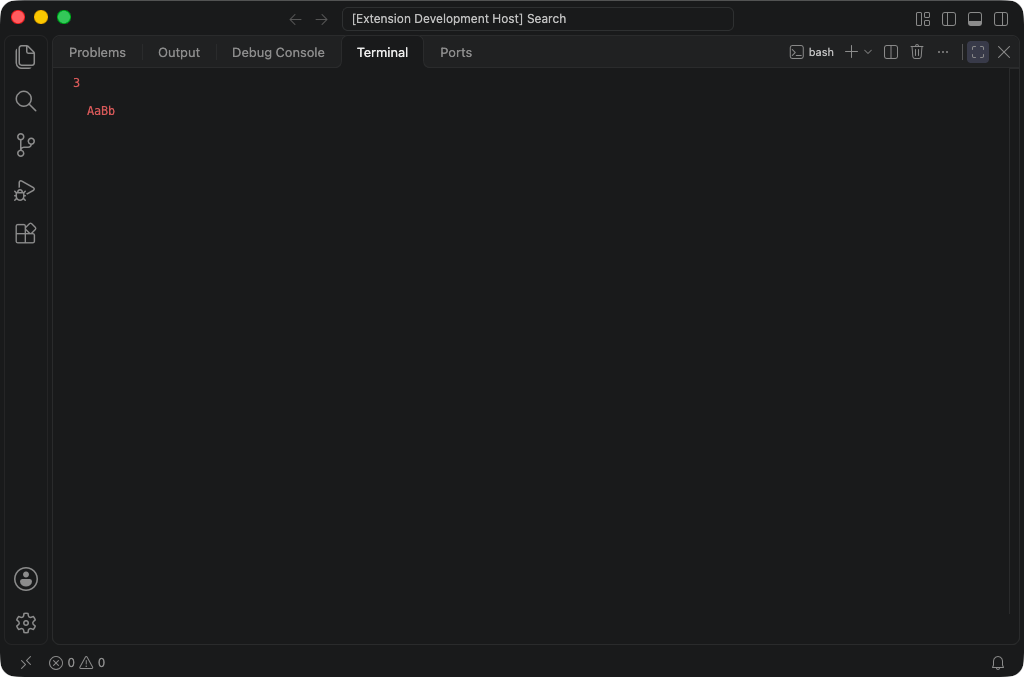 [Extension Development Host] Search
Problems Output Debug Console Terminal Ports
bash
3
AaBb
0 0